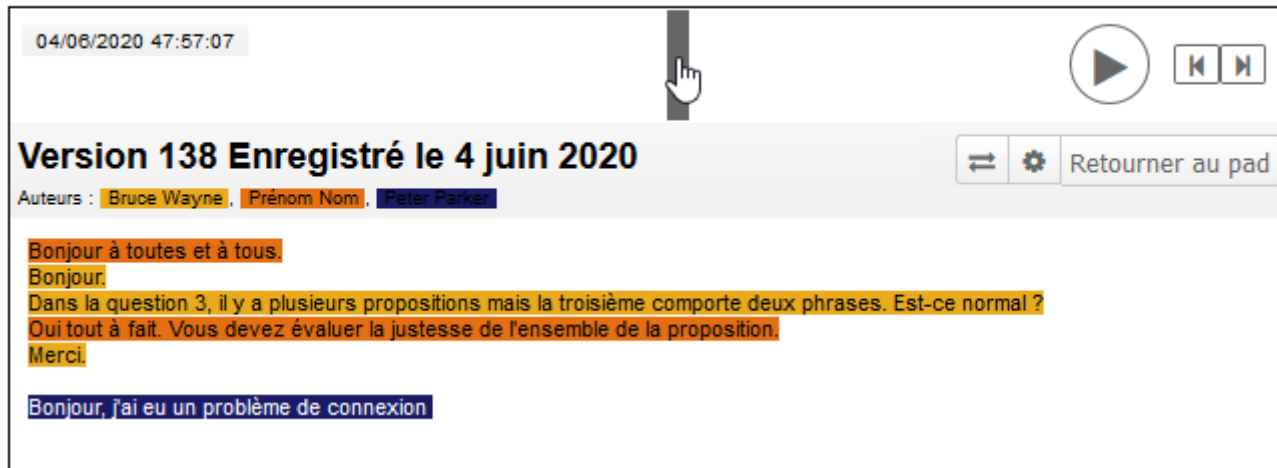 04/06/2020 47:57:07
Version 138 Enregistré le 4 juin 2020
Retourner au pad
Auteurs : Bruce Wayne, Prénom Nom, Peter Parker
Bonjour à toutes et à tous.
Bonjour.
Dans la question 3, il y a plusieurs propositions mais la troisième comporte deux phrases. Est-ce normal ?
Oui tout à fait. Vous devez évaluer la justesse de l'ensemble de la proposition.
Merci.
Bonjour, j'ai eu un problème de connexion